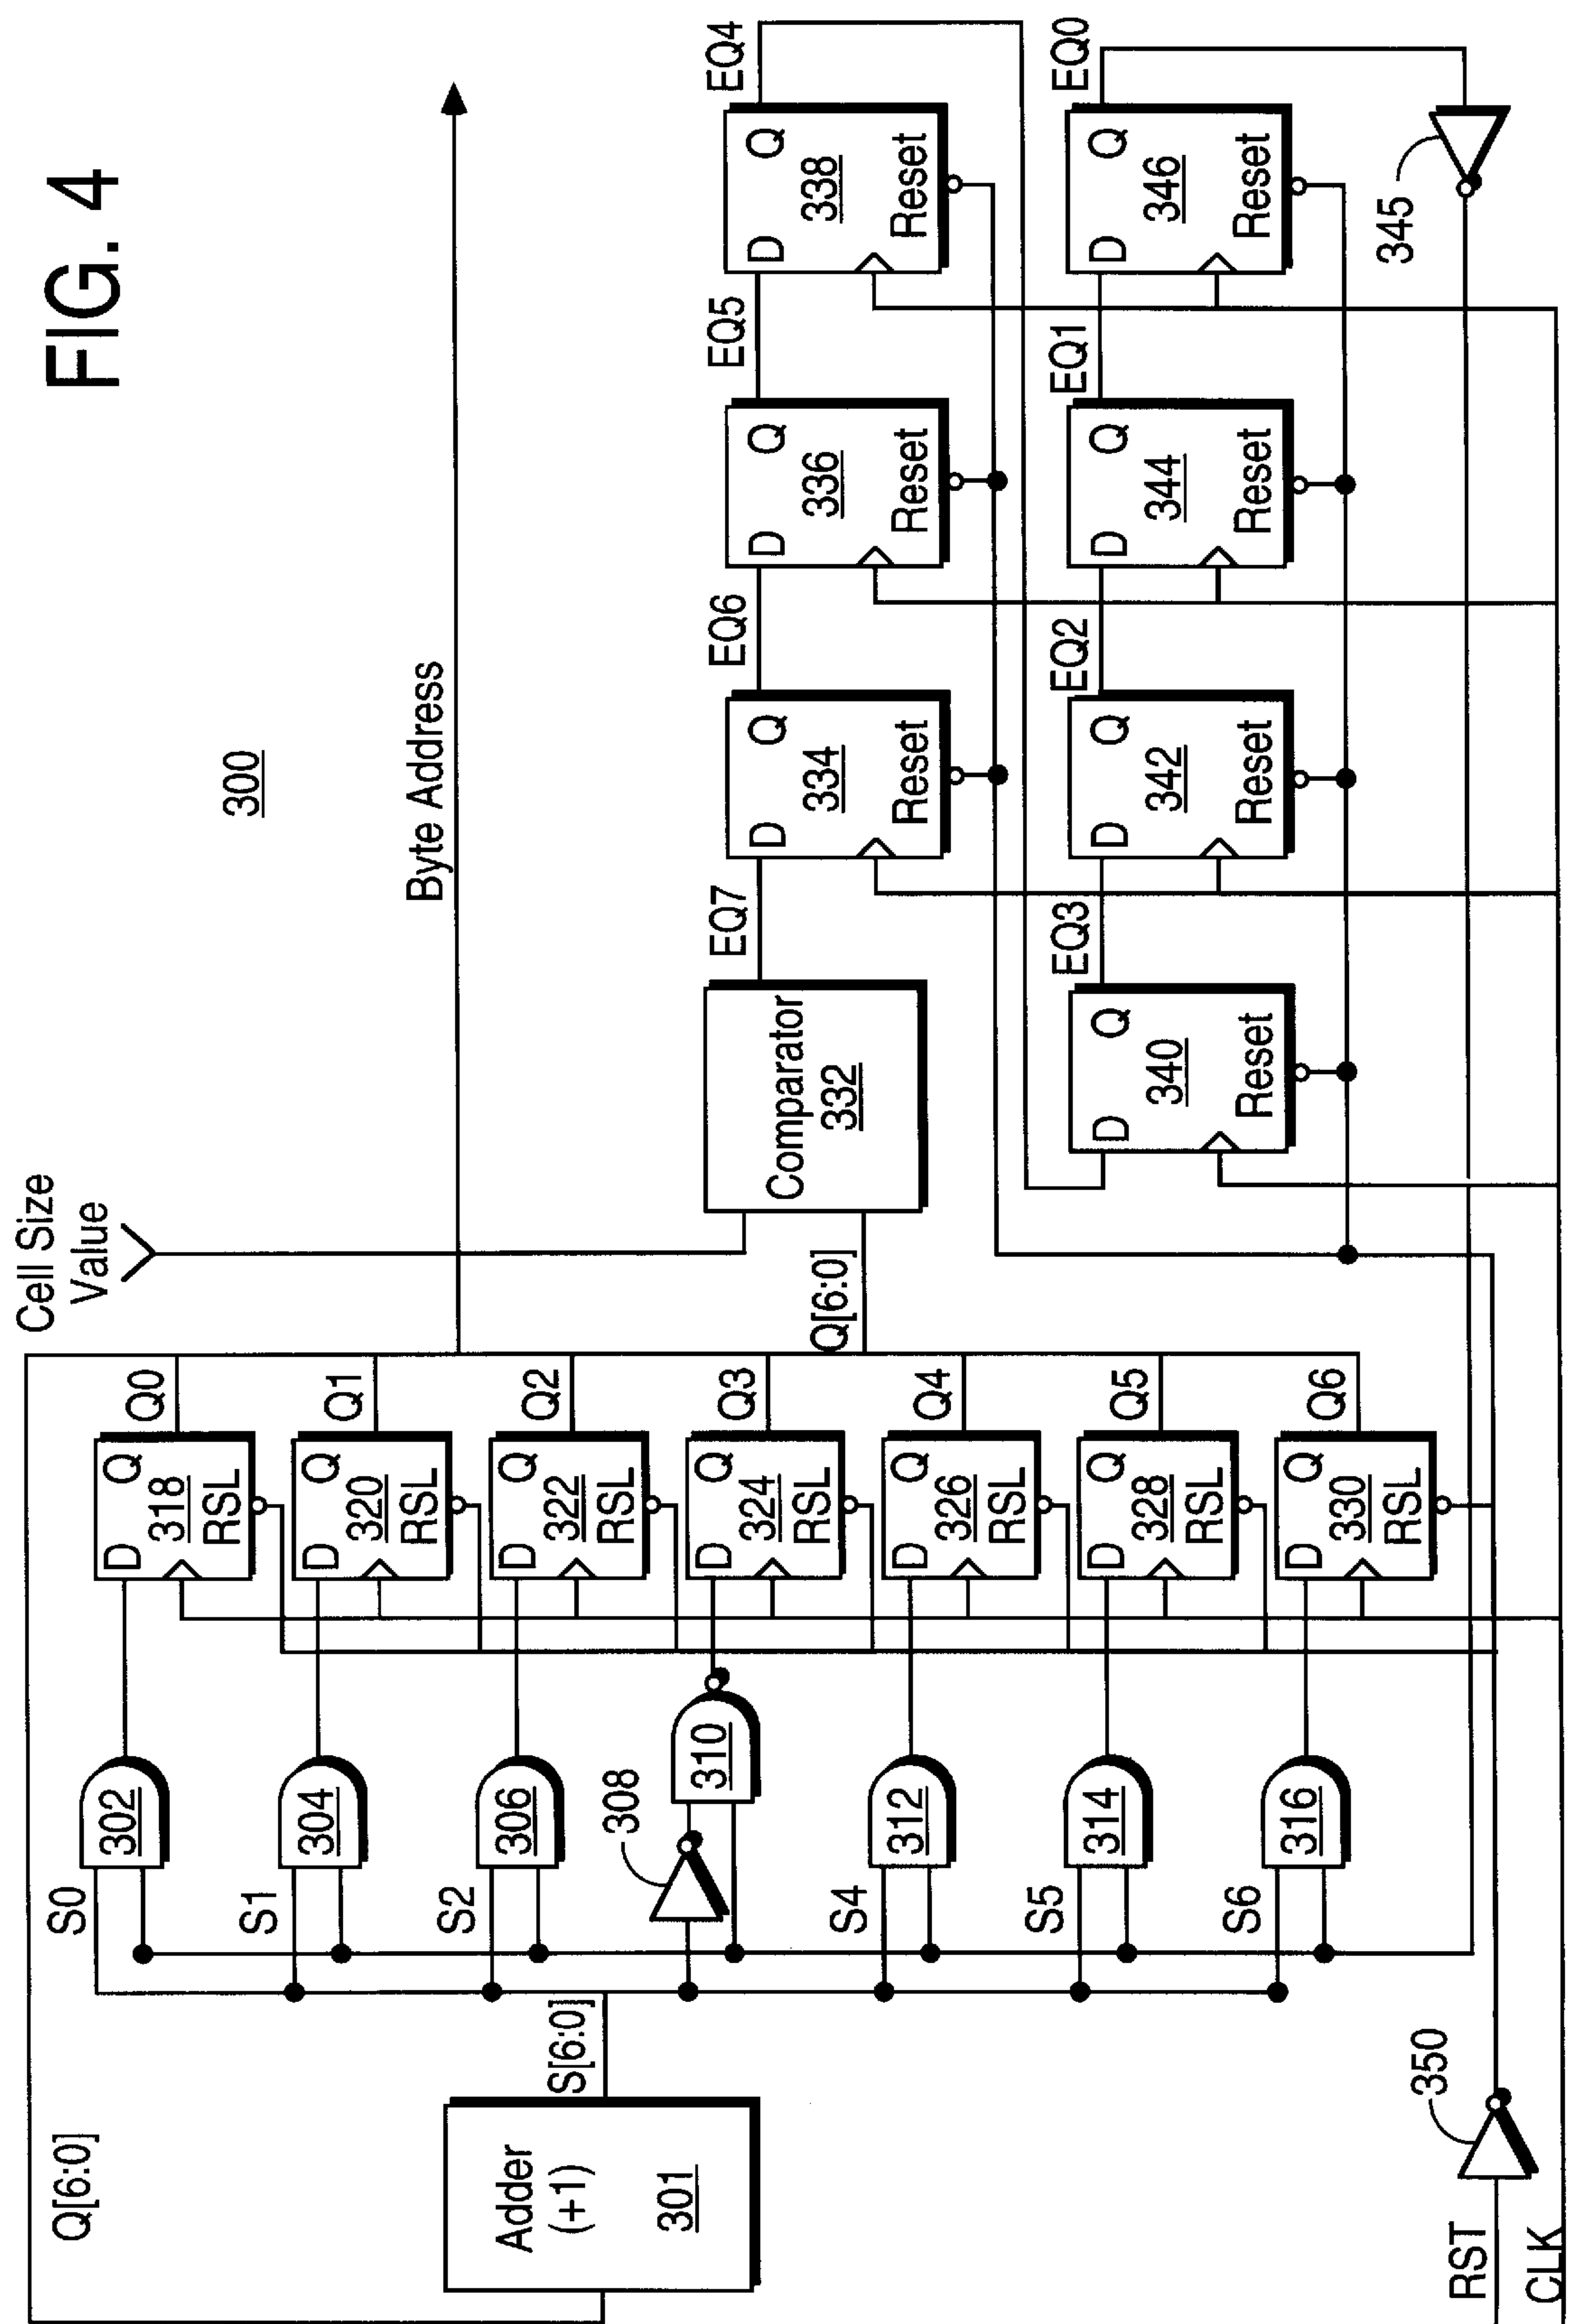 FIG. 4
300
Cell Size
Value
Byte Address
Q[6:0]
Adder
(+1)
301
S[6:0]
S0
302
S1
304
S2
306
308
310
S4
312
S5
314
S6
316
D Q
318
RSL
Q0
D Q
320
RSL
Q1
D Q
322
RSL
Q2
D Q
324
RSL
Q3
D Q
326
RSL
Q4
D Q
328
RSL
Q5
D Q
330
RSL
Q6
Q[6:0]
Comparator
332
EQ7
D Q
334
Reset
EQ6
D Q
336
Reset
EQ5
D Q
338
Reset
EQ4
D Q
340
Reset
EQ3
D Q
342
Reset
EQ2
D Q
344
Reset
EQ1
D Q
346
Reset
EQ0
345
RST
350
CLK